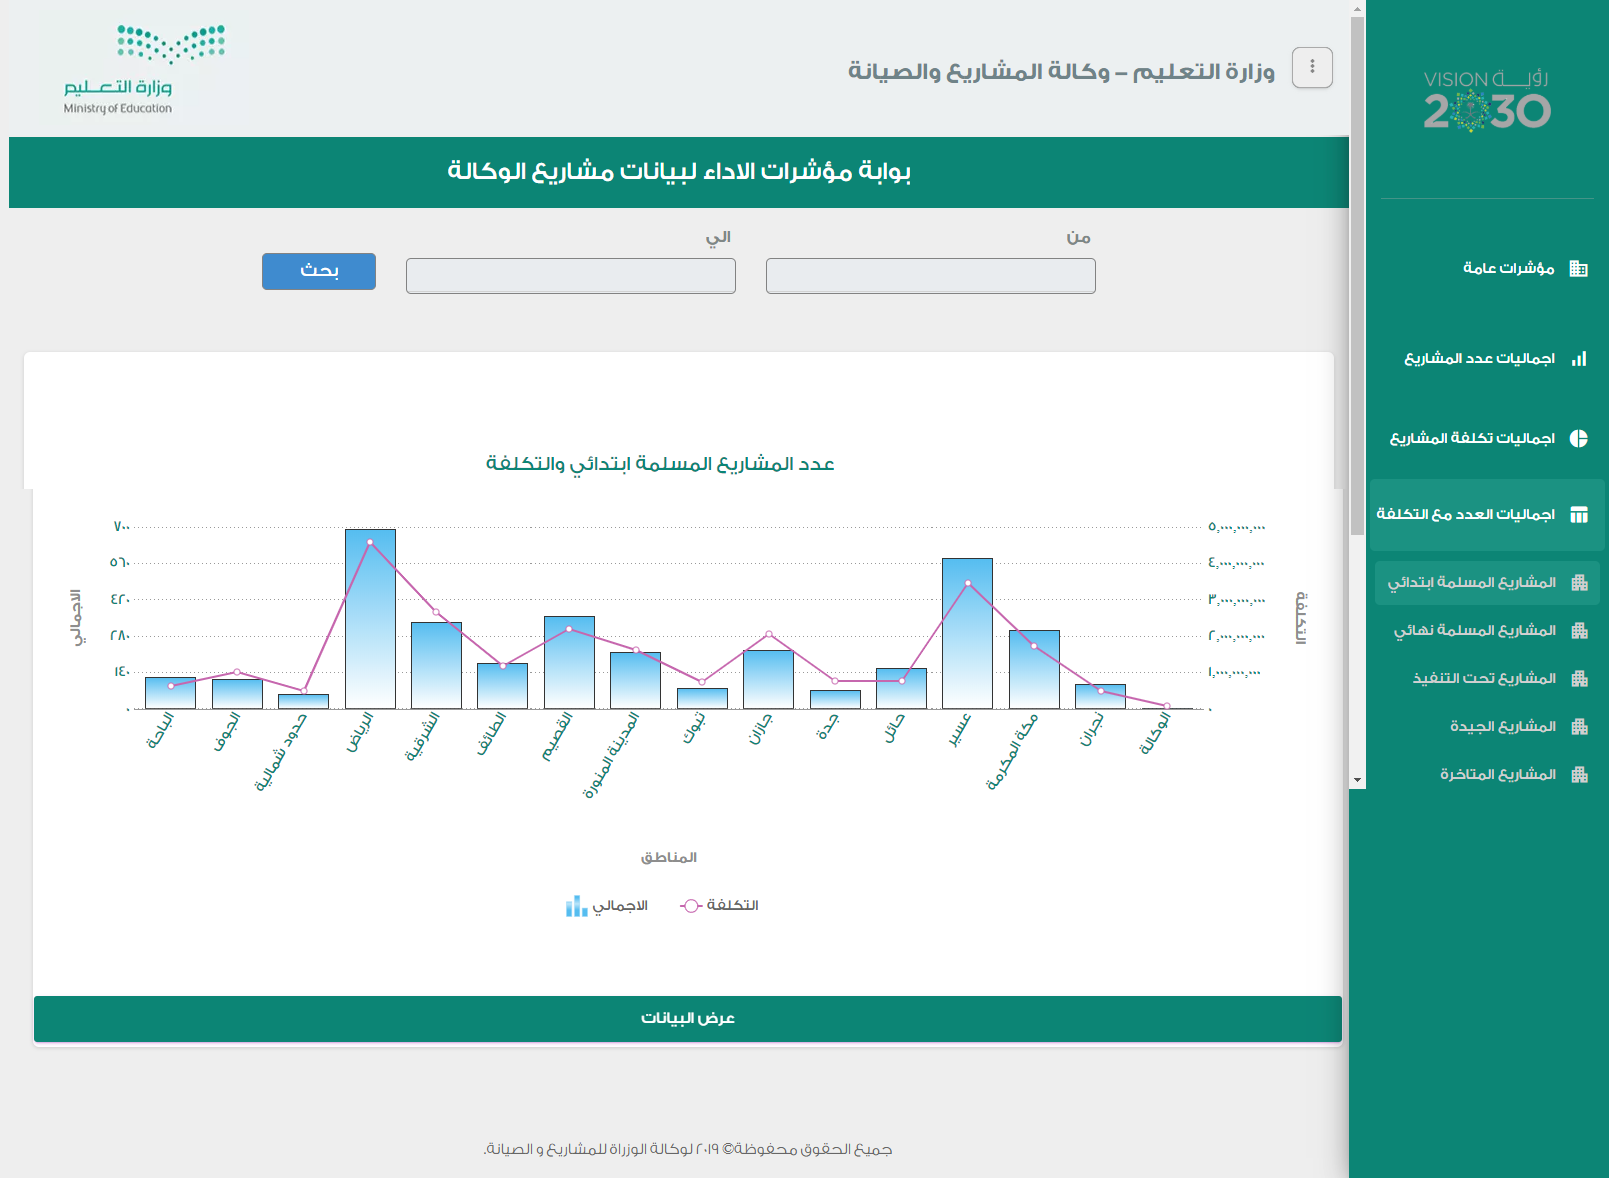 VISION رؤيـــة
2030
مؤشرات عامة
اجماليات عدد المشاريع
اجماليات تكلفة المشاريع
اجماليات العدد مع التكلفة
المشاريع المسلمة ابتدائي
المشاريع المسلمة نهائي
المشاريع تحت التنفيذ
المشاريع الجيدة
المشاريع المتاخرة
وزارة التعليم – وكالة المشاريع والصيانة
وزارة التعـــليم
Ministry of Education
بوابة مؤشرات الاداء لبيانات مشاريع الوكالة
من
الي
بحث
عدد المشاريع المسلمة ابتدائي والتكلفة
٧٠٠
٥٦٠
٤٢٠
٢٨٠
١٤٠
٠
٥,٠٠٠,٠٠٠,٠٠٠
٤,٠٠٠,٠٠٠,٠٠٠
٣,٠٠٠,٠٠٠,٠٠٠
٢,٠٠٠,٠٠٠,٠٠٠
١,٠٠٠,٠٠٠,٠٠٠
٠
الاجمالي
التكلفة
الباحة
الجوف
حدود شمالية
الرياض
الشرقية
الطائف
القصيم
المدينة المنورة
تبوك
جازان
جدة
حائل
عسير
مكة المكرمة
نجران
الوكالة
المناطق
التكلفة
الاجمالي
عرض البيانات
جميع الحقوق محفوظة© ٢٠١٩ لوكالة الوزراة للمشاريع و الصيانة.